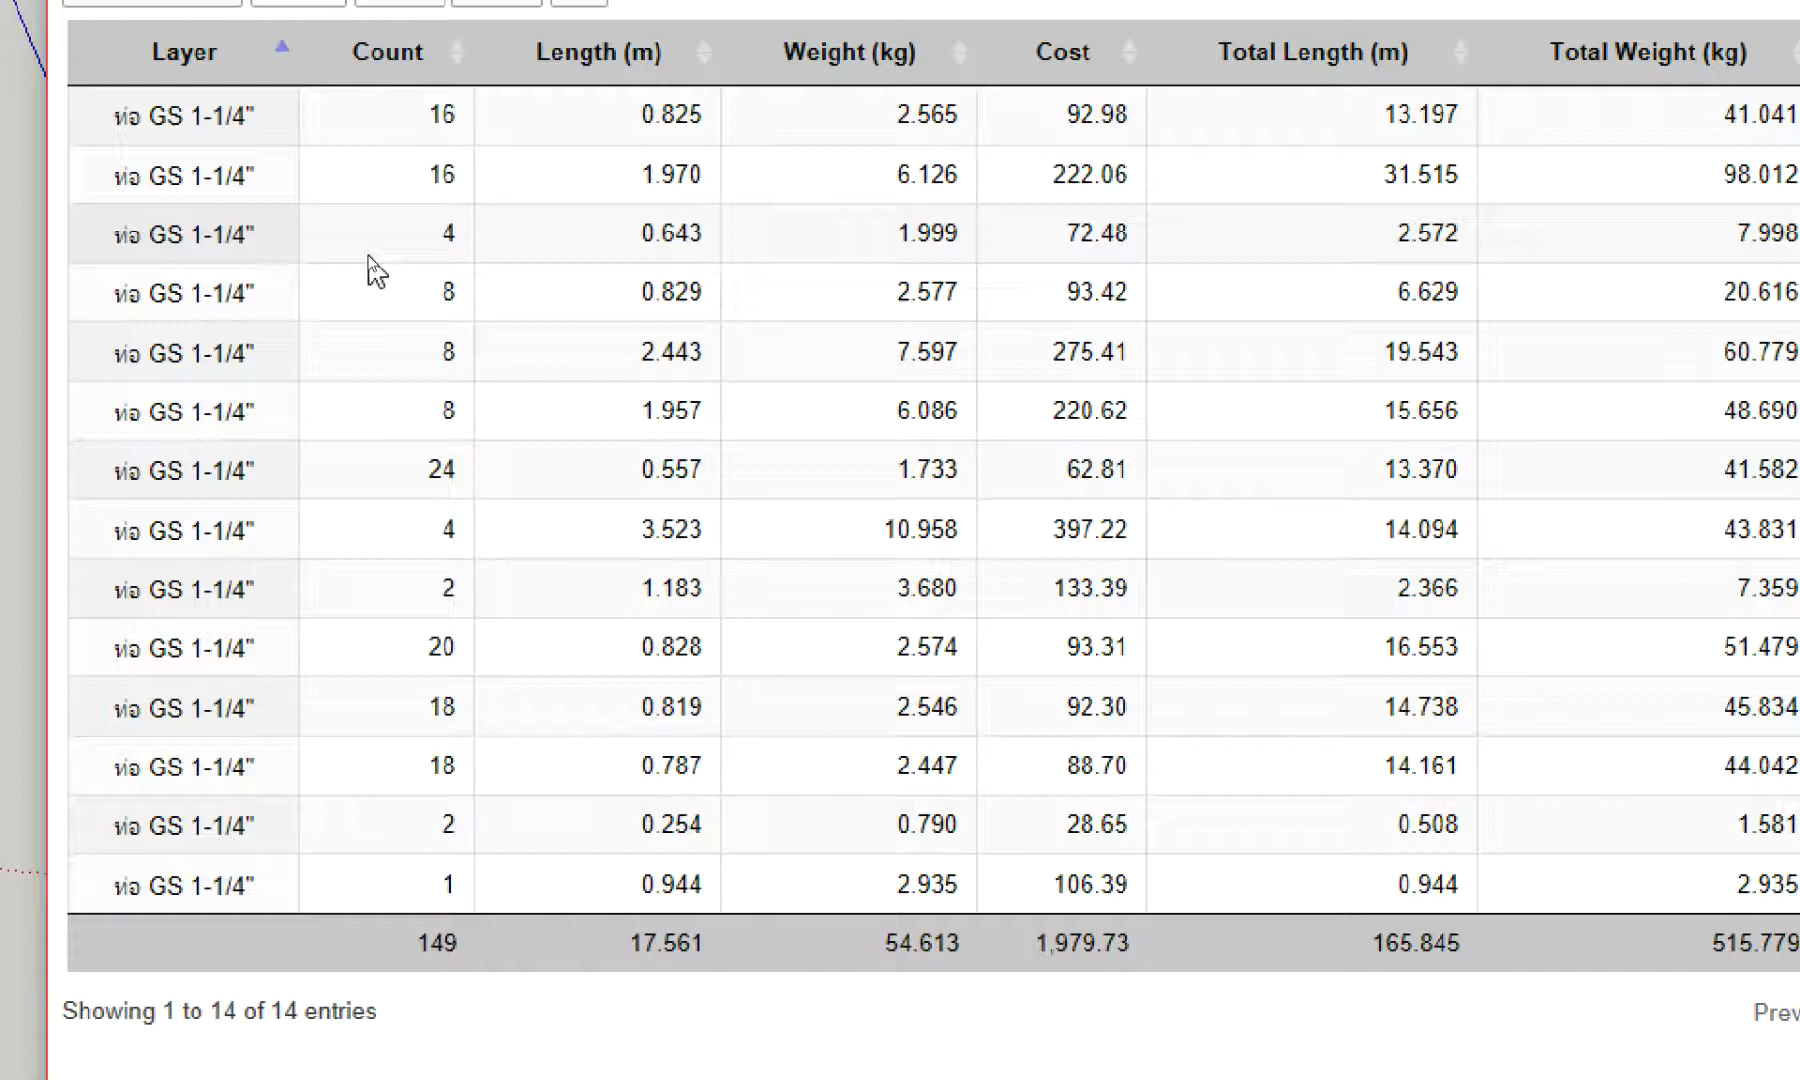 Layer Count Length (m) Weight (kg) Cost Total Length (m) Total Weight (kg)
ท่อ GS 1-1/4" 16 0.825 2.565 92.98 13.197 41.041
ท่อ GS 1-1/4" 16 1.970 6.126 222.06 31.515 98.012
ท่อ GS 1-1/4" 4 0.643 1.999 72.48 2.572 7.998
ท่อ GS 1-1/4" 8 0.829 2.577 93.42 6.629 20.616
ท่อ GS 1-1/4" 8 2.443 7.597 275.41 19.543 60.779
ท่อ GS 1-1/4" 8 1.957 6.086 220.62 15.656 48.690
ท่อ GS 1-1/4" 24 0.557 1.733 62.81 13.370 41.582
ท่อ GS 1-1/4" 4 3.523 10.958 397.22 14.094 43.831
ท่อ GS 1-1/4" 2 1.183 3.680 133.39 2.366 7.359
ท่อ GS 1-1/4" 20 0.828 2.574 93.31 16.553 51.479
ท่อ GS 1-1/4" 18 0.819 2.546 92.30 14.738 45.834
ท่อ GS 1-1/4" 18 0.787 2.447 88.70 14.161 44.042
ท่อ GS 1-1/4" 2 0.254 0.790 28.65 0.508 1.581
ท่อ GS 1-1/4" 1 0.944 2.935 106.39 0.944 2.935
149 17.561 54.613 1,979.73 165.845 515.779
Showing 1 to 14 of 14 entries
Prev